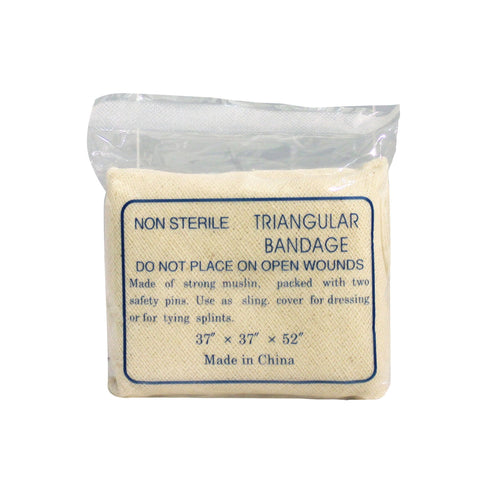 NON STERILE TRIANGULAR
BANDAGE
DO NOT PLACE ON OPEN WOUNDS
Made of strong muslin, packed with two
safety pins. Use as sling. cover for dressing
or for tying splints.
37" × 37" × 52"
Made in China